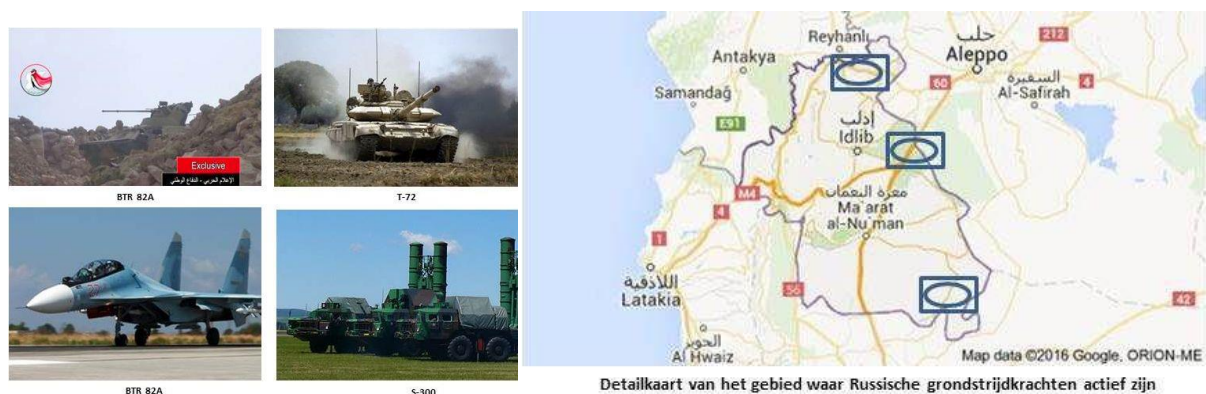 Exclusive
الإعلام الحربي - الدفاع الوطني
BTR 82A
T-72
BTR 82A
S-300
Reyhanlı
Antakya
حلب
Aleppo
212
Samandağ
60
السفيرة
Al-Safirah
4
E91
إدلب
Idlib
M4
4
معرة النعمان
Ma`arat
al-Nu`man
1
اللاذقية
Latakia
56
42
Al Hwaiz
Map data ©2016 Google, ORION-ME
Detailkaart van het gebied waar Russische grondstrijdkrachten actief zijn